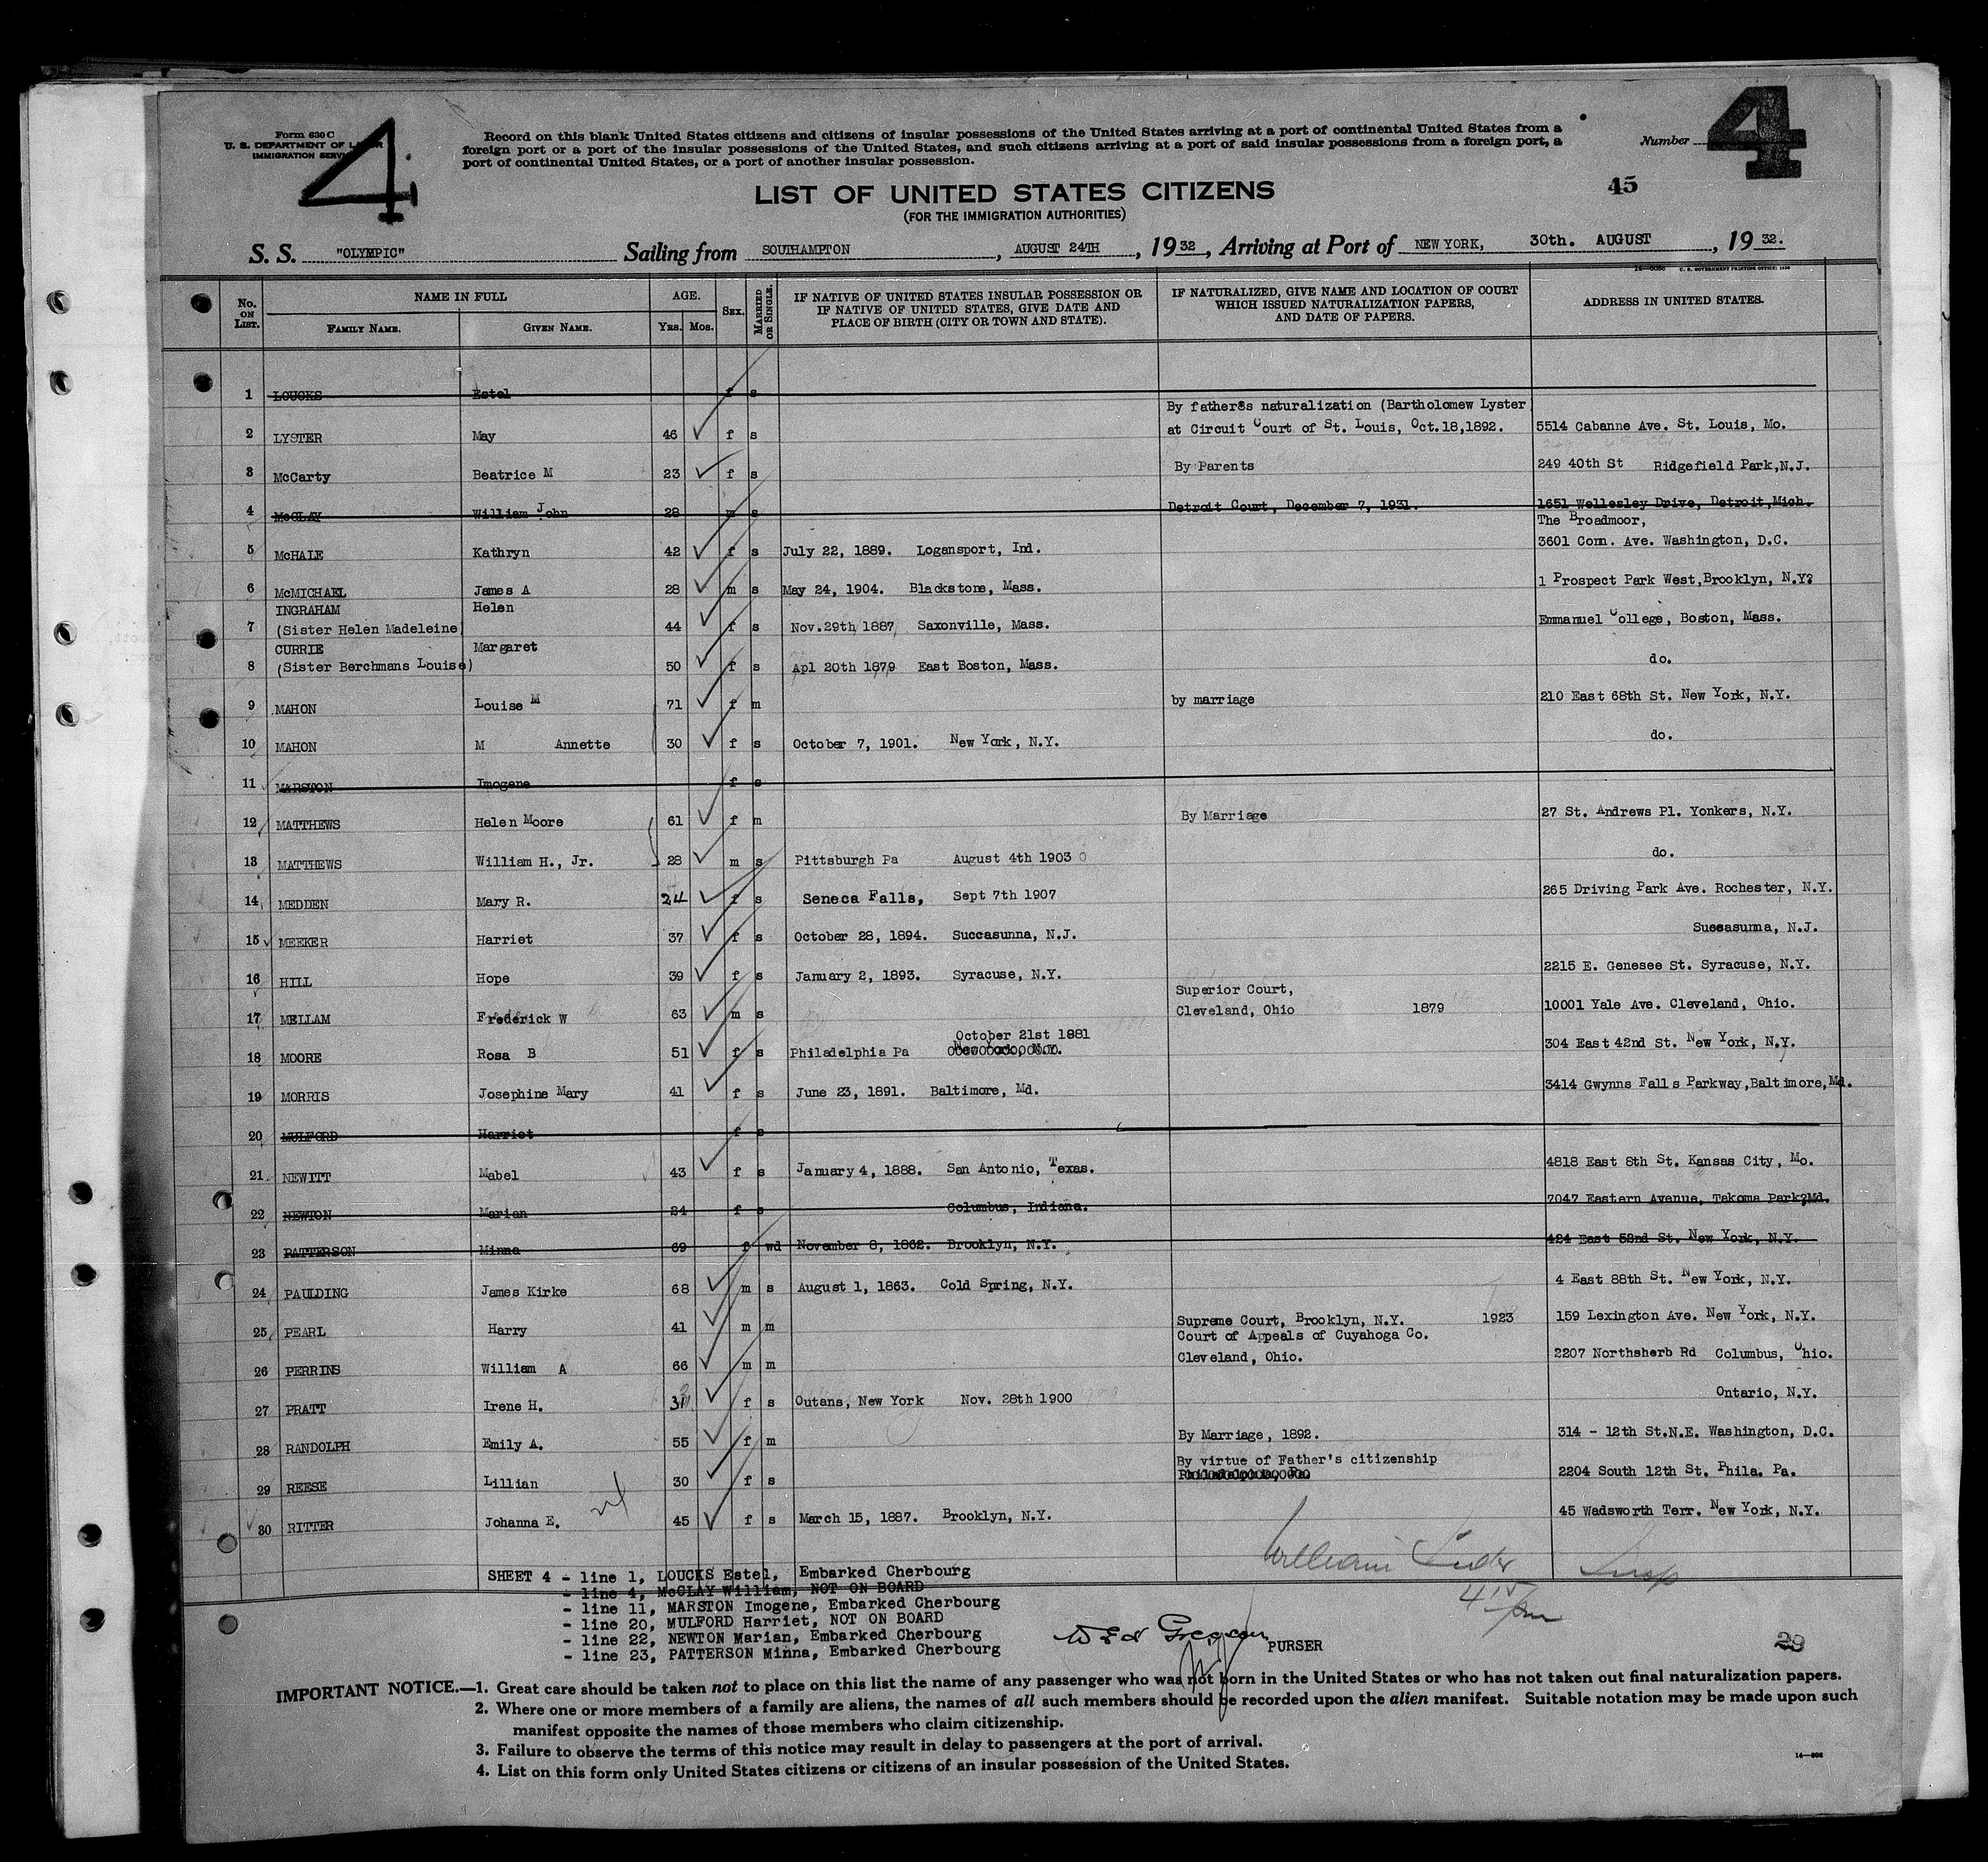 Form 630 C
U. S. DEPARTMENT OF LABOR
IMMIGRATION SERVICE
4
Record on this blank United States citizens and citizens of insular possessions of the United States arriving at a port of continental United States from a
foreign port or a port of the insular possessions of the United States, and such citizens arriving at a port of said insular possessions from a foreign port, a
port of continental United States, or a port of another insular possession.
Number 4
LIST OF UNITED STATES CITIZENS
45
(FOR THE IMMIGRATION AUTHORITIES)
S. S. "OLYMPIC" Sailing from SOUTHAMPTON, AUGUST 24TH, 1932, Arriving at Port of NEW YORK, 30th. AUGUST, 1932.
No. ON LIST. NAME IN FULL FAMILY NAME. GIVEN NAME. AGE. YRS. MOS. SEX. MARRIED OR SINGLE. IF NATIVE OF UNITED STATES INSULAR POSSESSION OR IF NATIVE OF UNITED STATES, GIVE DATE AND PLACE OF BIRTH (CITY OR TOWN AND STATE). IF NATURALIZED, GIVE NAME AND LOCATION OF COURT WHICH ISSUED NATURALIZATION PAPERS, AND DATE OF PAPERS. ADDRESS IN UNITED STATES.
1 LOUCKS Estel f s
By father8s naturalization (Bartholomew Lyster
2 LYSTER May 46 f s at Circuit Court of St. Louis, Oct.18,1892. 5514 Cabanne Ave. St. Louis, Mo.
3 McCarty Beatrice M 23 f s By Parents 249 40th St Ridgefield Park,N.J.
4 McCLAY William John 28 m s Detroit Court, December 7, 1931. 1651 Wellesley Drive, Detroit,Mich.
The Broadmoor,
5 McHALE Kathryn 42 f s July 22, 1889. Logansport, Ind. 3601 Conn. Ave. Washington, D.C.
6 McMICHAEL James A 28 m s May 24, 1904. Blackstone, Mass. 1 Prospect Park West,Brooklyn, N.Y?
INGRAHAM Helen
7 (Sister Helen Madeleine) 44 f s Nov.29th 1887 Saxonville, Mass. Emmanuel College, Boston, Mass.
CURRIE Margaret
8 (Sister Berchmans Louise) 50 f s Apl 20th 1879 East Boston, Mass. do.
9 MAHON Louise M 71 f m by marriage 210 East 68th St. New York, N.Y.
10 MAHON M Annette 30 f s October 7, 1901. New York, N.Y. do.
11 MARSTON Imogene f s
12 MATTHEWS Helen Moore 61 f m By Marriage 27 St. Andrews Pl. Yonkers, N.Y.
13 MATTHEWS William H., Jr. 28 m s Pittsburgh Pa August 4th 1903 do.
14 MEDDEN Mary R. 24 f s Seneca Falls, Sept 7th 1907 265 Driving Park Ave. Rochester, N.Y.
15 MEEKER Harriet 37 f s October 28, 1894. Succasunna, N.J. Succasunna, N.J.
16 HILL Hope 39 f s January 2, 1893. Syracuse, N.Y. 2215 E. Genesee St. Syracuse, N.Y.
Superior Court,
17 MELLAM Frederick W 63 m s Cleveland, Ohio 1879 10001 Yale Ave. Cleveland, Ohio.
October 21st 1881
18 MOORE Rosa B 51 f s Philadelphia Pa New York, N.Y. 304 East 42nd St. New York, N.Y.
19 MORRIS Josephine Mary 41 f s June 23, 1891. Baltimore, Md. 3414 Gwynns Falls Parkway,Baltimore,Md.
20 MULFORD Harriet f s
21 NEWITT Mabel 43 f s January 4, 1888. San Antonio, Texas. 4818 East 8th St. Kansas City, Mo.
22 NEWTON Marian 24 f s Columbus, Indiana. 7047 Eastern Avenue, Takoma Park?Md.
23 PATTERSON Minna 69 f wd November 8, 1862. Brooklyn, N.Y. 424 East 52nd St. New York, N.Y.
24 PAULDING James Kirke 68 m s August 1, 1863. Cold Spring, N.Y. 4 East 88th St. New York, N.Y.
25 PEARL Harry 41 m m Supreme Court, Brooklyn, N.Y. 1923 159 Lexington Ave. New York, N.Y.
Court of Appeals of Cuyahoga Co.
26 PERRINS William A 66 m m Cleveland, Ohio. 2207 Northsherb Rd Columbus, Ohio.
27 PRATT Irene H. 31 f s Outans, New York Nov. 28th 1900 Ontario, N.Y.
28 RANDOLPH Emily A. 55 f m By Marriage, 1892. 314 - 12th St.N.E. Washington, D.C.
By virtue of Father's citizenship
29 REESE Lillian 30 f s 2204 South 12th St. Phila. Pa.
30 RITTER Johanna E. 45 f s March 15, 1887. Brooklyn, N.Y. 45 Wadsworth Terr. New York, N.Y.
William Insp
SHEET 4 - line 1, LOUCKS Estel, Embarked Cherbourg
- line 4, McCLAY William, NOT ON BOARD
- line 11, MARSTON Imogene, Embarked Cherbourg
- line 20, MULFORD Harriet, NOT ON BOARD
- line 22, NEWTON Marian, Embarked Cherbourg
- line 23, PATTERSON Minna, Embarked Cherbourg
PURSER
29
IMPORTANT NOTICE.—1. Great care should be taken not to place on this list the name of any passenger who was not born in the United States or who has not taken out final naturalization papers.
2. Where one or more members of a family are aliens, the names of all such members should be recorded upon the alien manifest. Suitable notation may be made upon such
manifest opposite the names of those members who claim citizenship.
3. Failure to observe the terms of this notice may result in delay to passengers at the port of arrival.
4. List on this form only United States citizens or citizens of an insular possession of the United States.